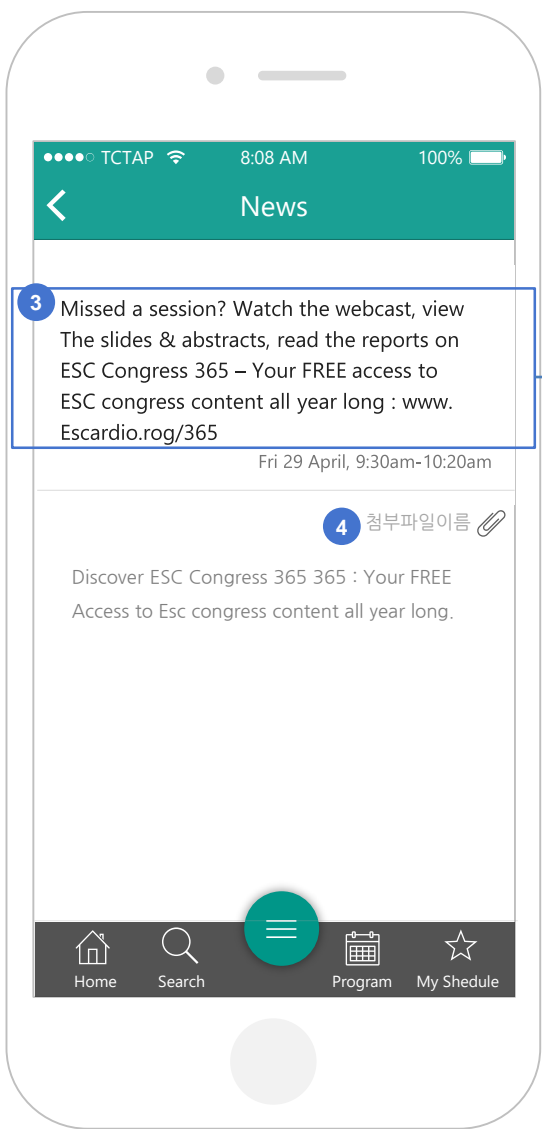 TCTAP 8:08 AM 100%
News
3
Missed a session? Watch the webcast, view
The slides & abstracts, read the reports on
ESC Congress 365 – Your FREE access to
ESC congress content all year long : www.
Escardio.rog/365
Fri 29 April, 9:30am-10:20am
4 첨부파일이름
Discover ESC Congress 365 365 : Your FREE
Access to Esc congress content all year long.
Home Search Program My Shedule